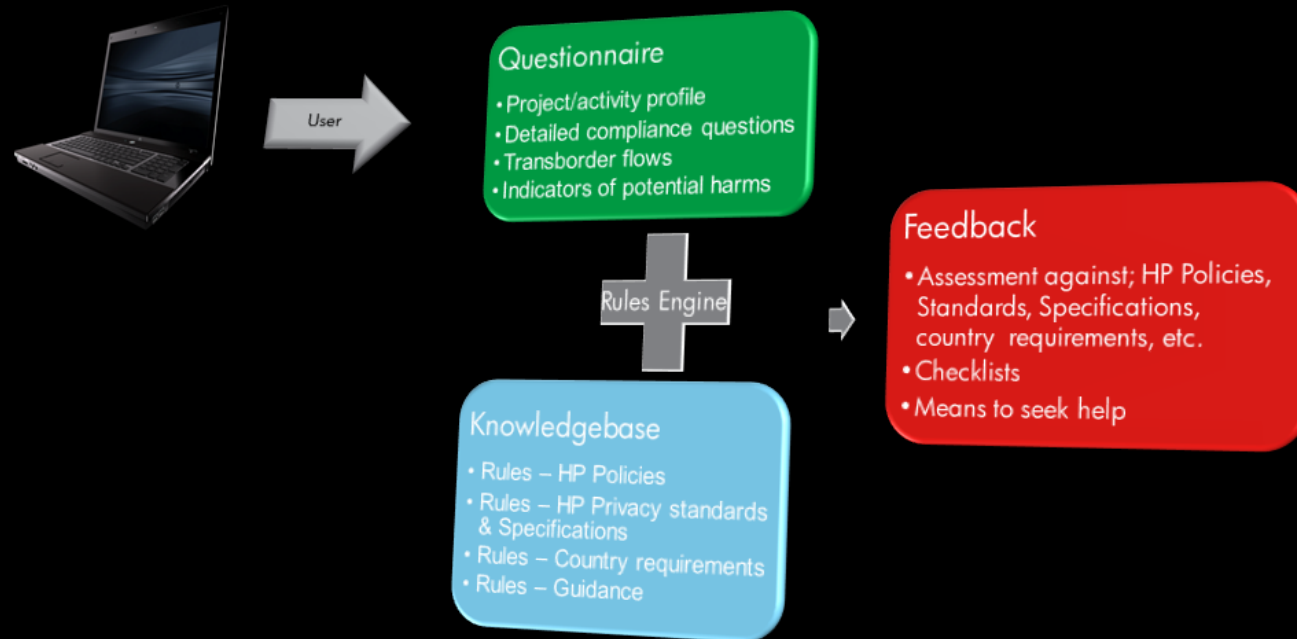 User
Questionnaire
• Project/activity profile
• Detailed compliance questions
• Transborder flows
• Indicators of potential harms
Rules Engine
Knowledgebase
• Rules – HP Policies
• Rules – HP Privacy standards
& Specifications
• Rules – Country requirements
• Rules – Guidance
Feedback
• Assessment against; HP Policies,
Standards, Specifications,
country requirements, etc.
• Checklists
• Means to seek help